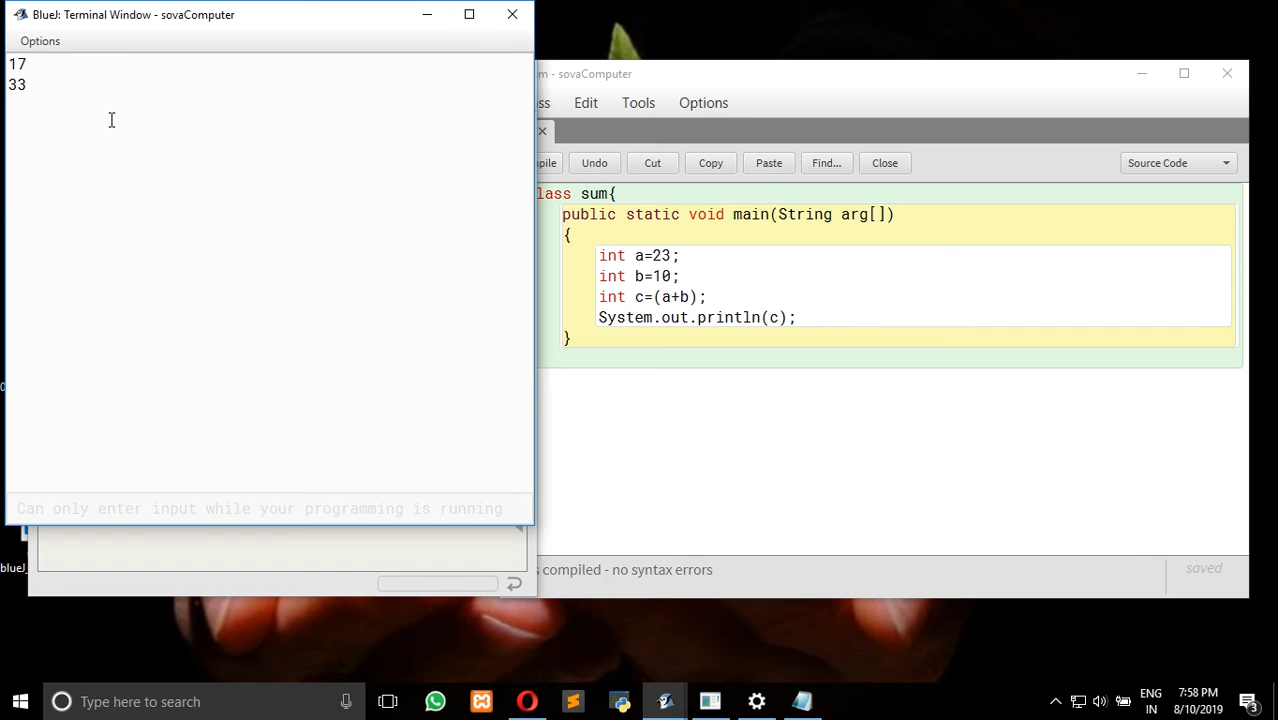 BlueJ: Terminal Window - sovaComputer
Options
17
33
Can only enter input while your programming is running
- sovaComputer
Edit Tools Options
Undo Cut Copy Paste Find... Close Source Code
lass sum{
public static void main(String arg[])
{
int a=23;
int b=10;
int c=(a+b);
System.out.println(c);
}
compiled - no syntax errors
saved
blueJ
Type here to search
ENG
IN
7:58 PM
8/10/2019
3